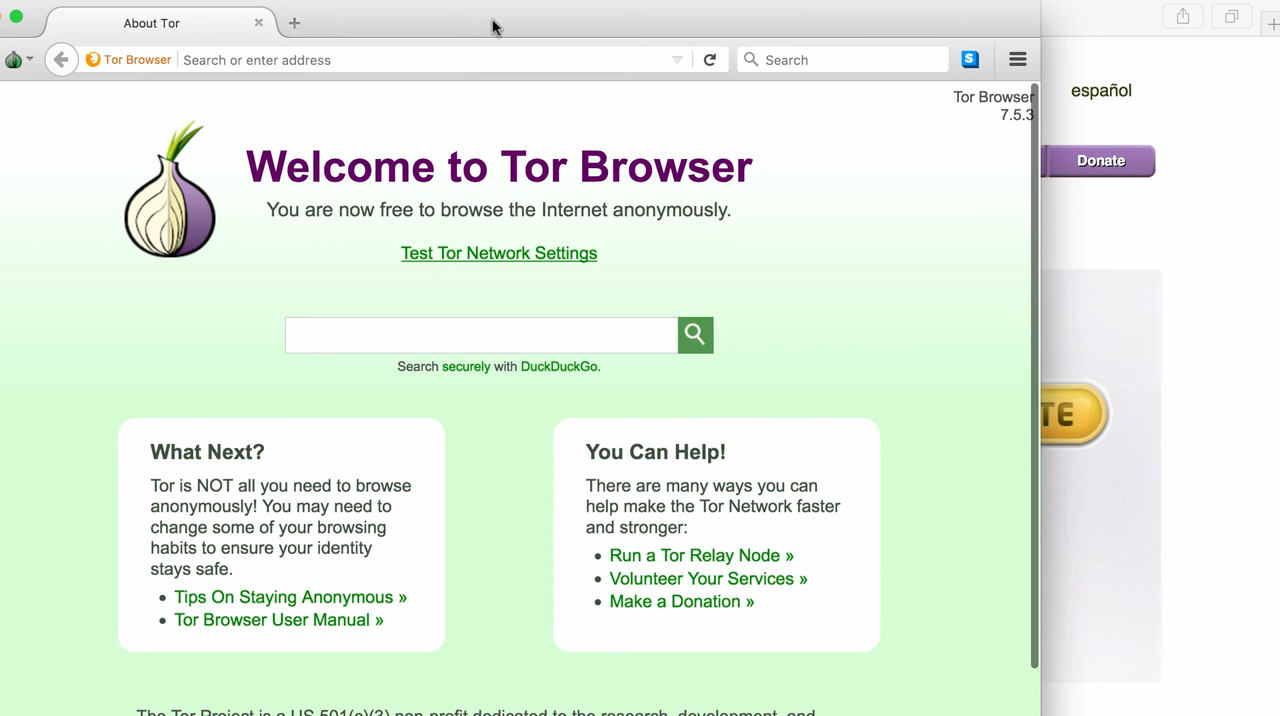 About Tor
Tor Browser
Search or enter address
Search
S
Tor Browser
7.5.3
español
Donate
Welcome to Tor Browser
You are now free to browse the Internet anonymously.
Test Tor Network Settings
Search securely with DuckDuckGo.
TE
What Next?
Tor is NOT all you need to browse
anonymously! You may need to
change some of your browsing
habits to ensure your identity
stays safe.
• Tips On Staying Anonymous »
• Tor Browser User Manual »
You Can Help!
There are many ways you can
help make the Tor Network faster
and stronger:
• Run a Tor Relay Node »
• Volunteer Your Services »
• Make a Donation »
The Tor Project is a US 501(c)(3) non-profit dedicated to the research, development, and